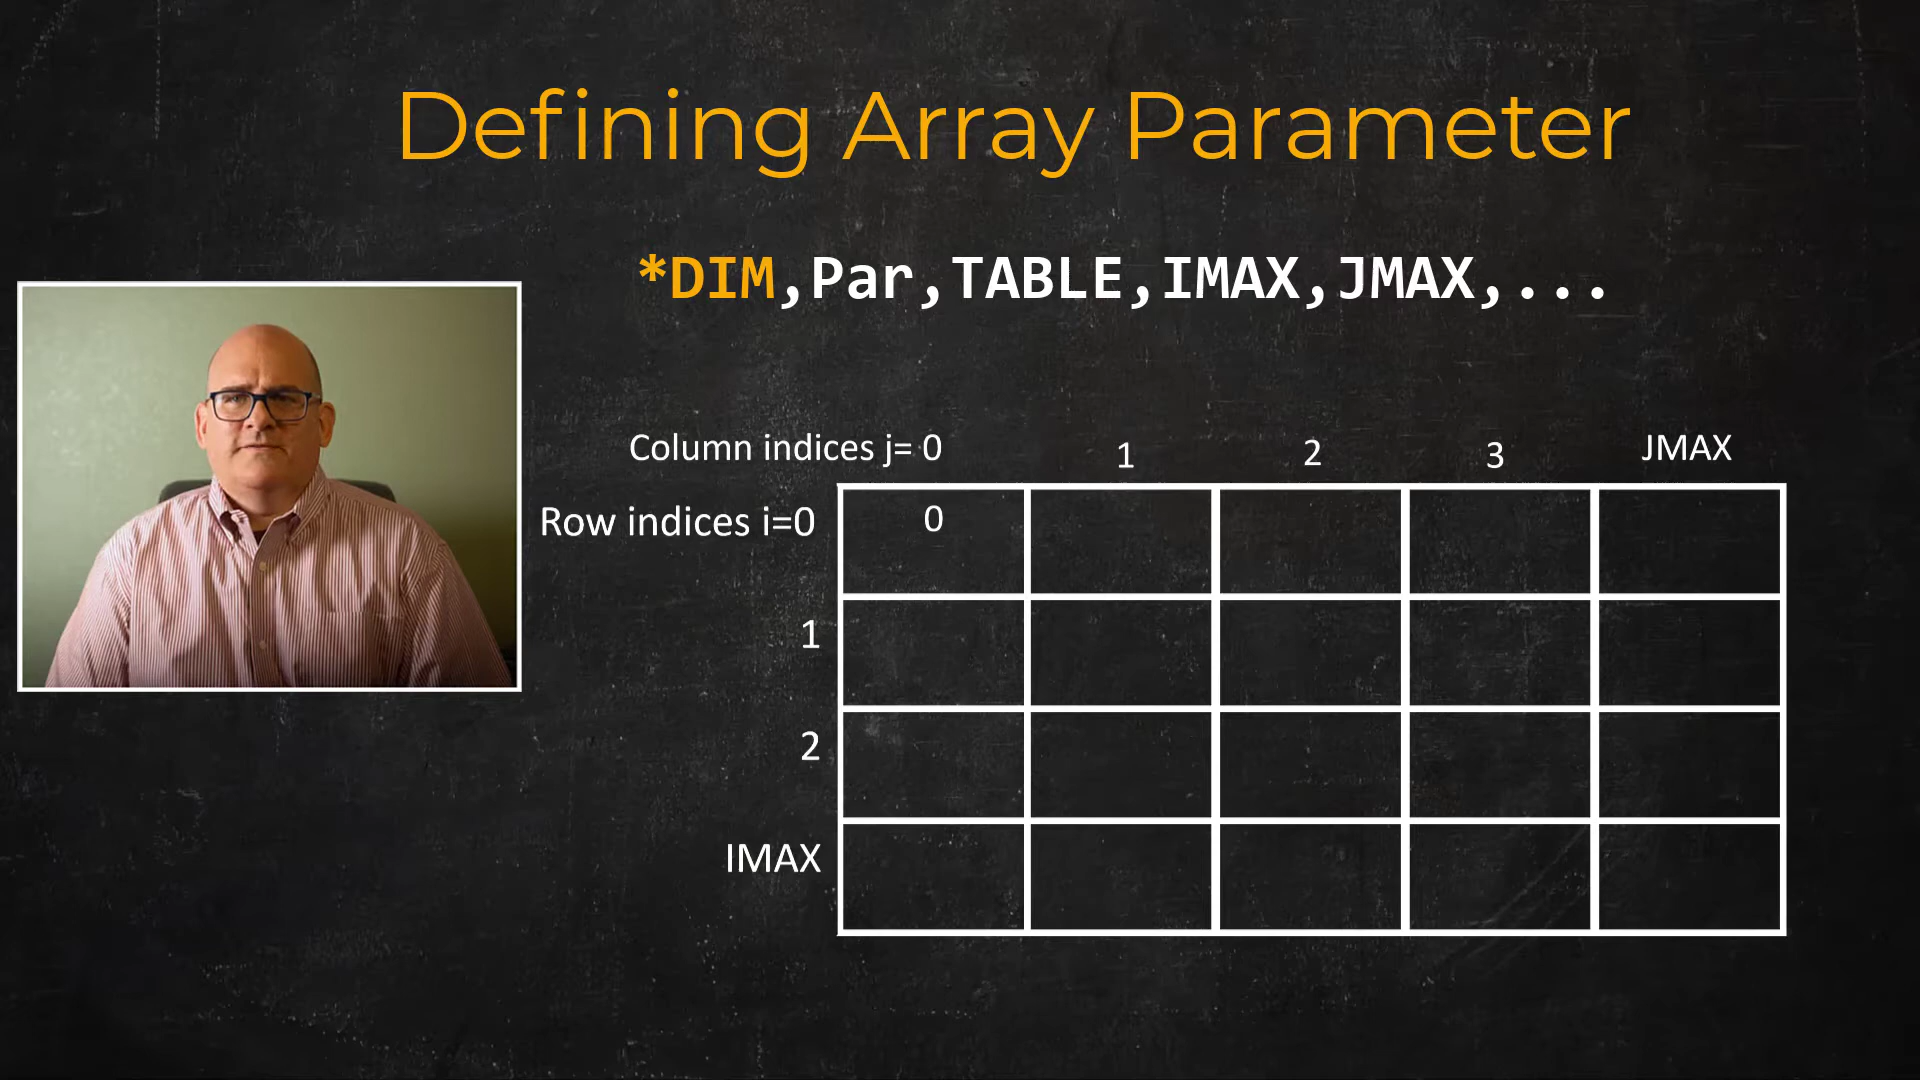 Defining Array Parameter
*DIM,Par,TABLE,IMAX,JMAX,...
Column indices j= 0 1 2 3 JMAX
Row indices i=0 0
1
2
IMAX